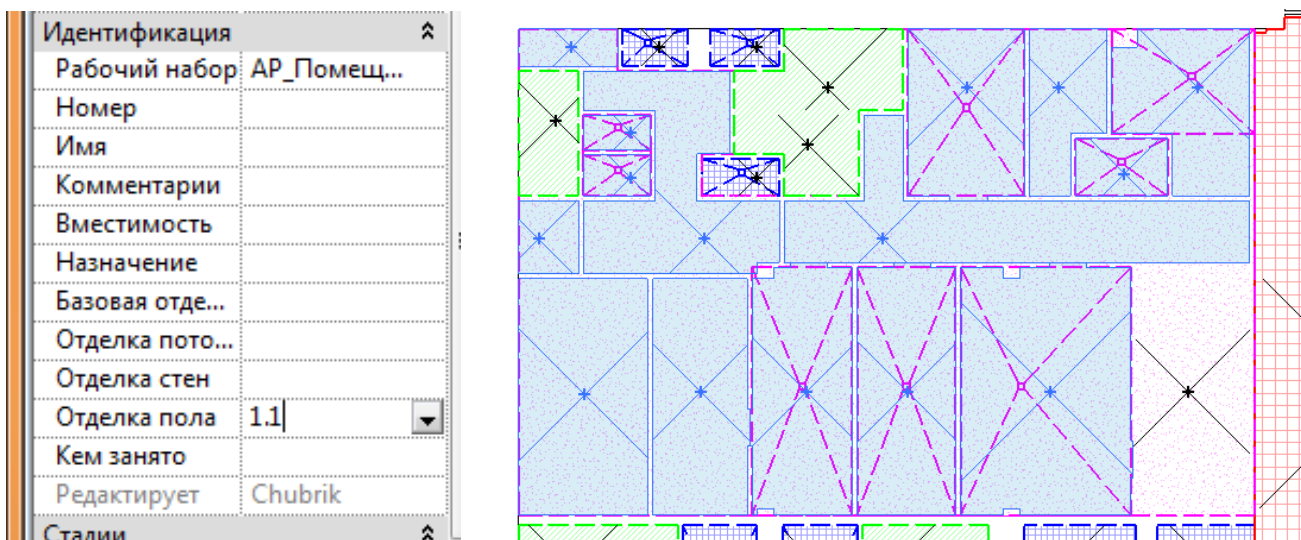 Идентификация
Рабочий набор АР_Помещ...
Номер
Имя
Комментарии
Вместимость
Назначение
Базовая отде...
Отделка пото...
Отделка стен
Отделка пола 1.1
Кем занято
Редактирует Chubrik
Стадии